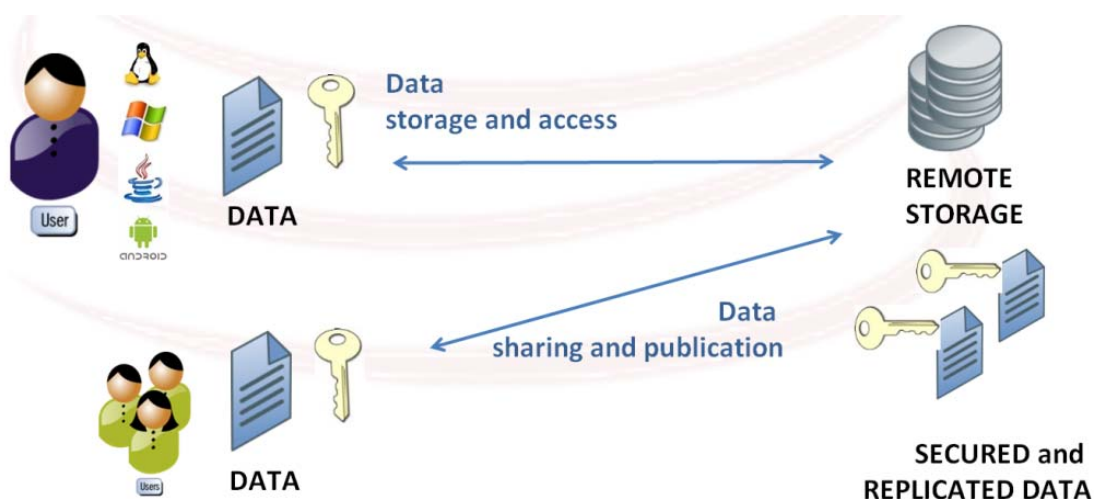 Data
storage and access
User
DATA
ANDROID
REMOTE
STORAGE
Data
sharing and publication
Users
DATA
SECURED and
REPLICATED DATA